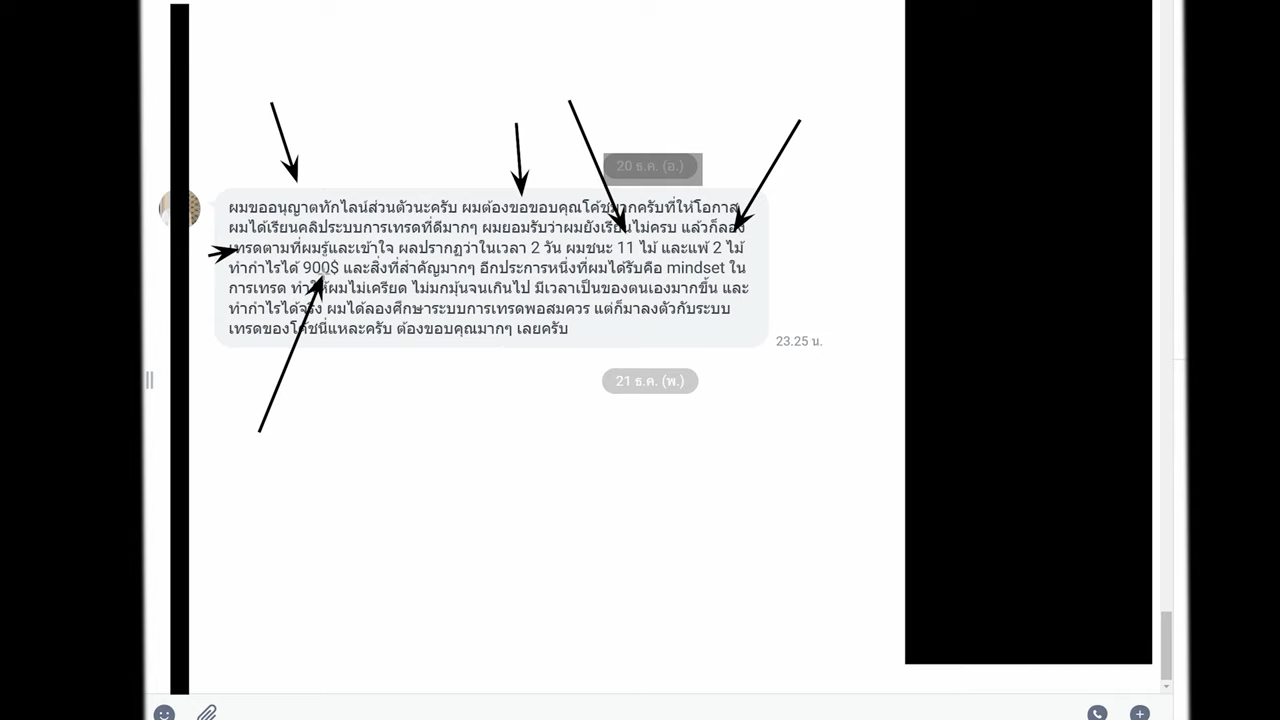 20 ธ.ค. (อ.)
ผมขออนุญาตทักไลน์ส่วนตัวนะครับ ผมต้องขอขอบคุณโค้ชมากครับที่ให้โอกาส
ผมได้เรียนคลิประบบการเทรดที่ดีมากๆ ผมยอมรับว่าผมยังเรียนไม่ครบ แล้วก็ลอง
เทรดตามที่ผมรู้และเข้าใจ ผลปรากฏว่าในเวลา 2 วัน ผมชนะ 11 ไม้ และแพ้ 2 ไม้
ทำกำไรได้ 900$ และสิ่งที่สำคัญมากๆ อีกประการหนึ่งที่ผมได้รับคือ mindset ใน
การเทรด ทำให้ผมไม่เครียด ไม่มกมุ้นจนเกินไป มีเวลาเป็นของตนเองมากขึ้น และ
ทำกำไรได้จริง ผมได้ลองศึกษาระบบการเทรดพอสมควร แต่ก็มาลงตัวกับระบบ
เทรดของโค้ชนี่แหละครับ ต้องขอบคุณมากๆ เลยครับ
23.25 น.
21 ธ.ค. (พ.)